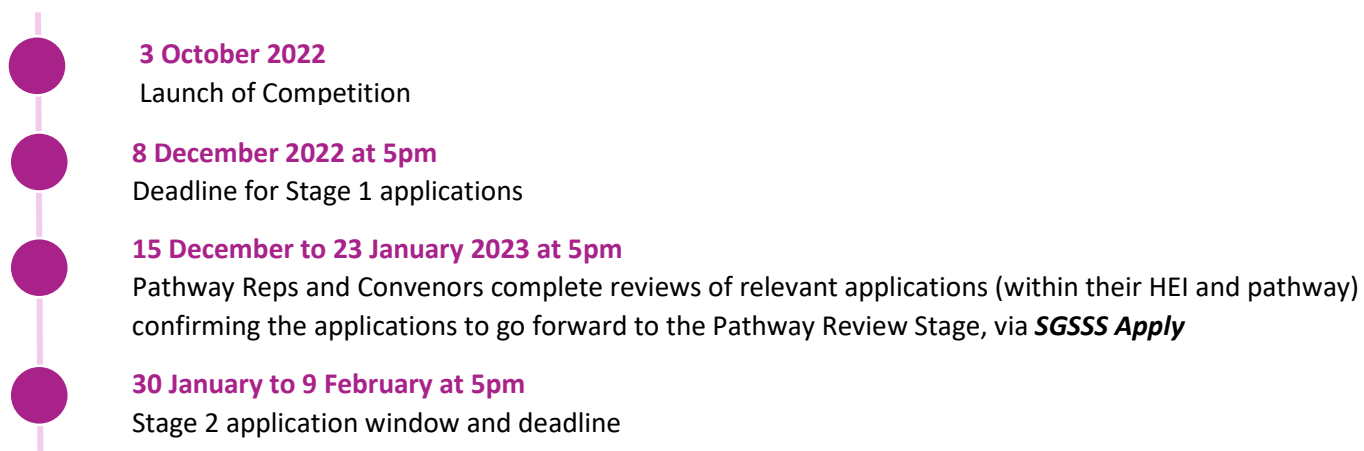 3 October 2022
Launch of Competition
8 December 2022 at 5pm
Deadline for Stage 1 applications
15 December to 23 January 2023 at 5pm
Pathway Reps and Convenors complete reviews of relevant applications (within their HEI and pathway)
confirming the applications to go forward to the Pathway Review Stage, via SGSSS Apply
30 January to 9 February at 5pm
Stage 2 application window and deadline